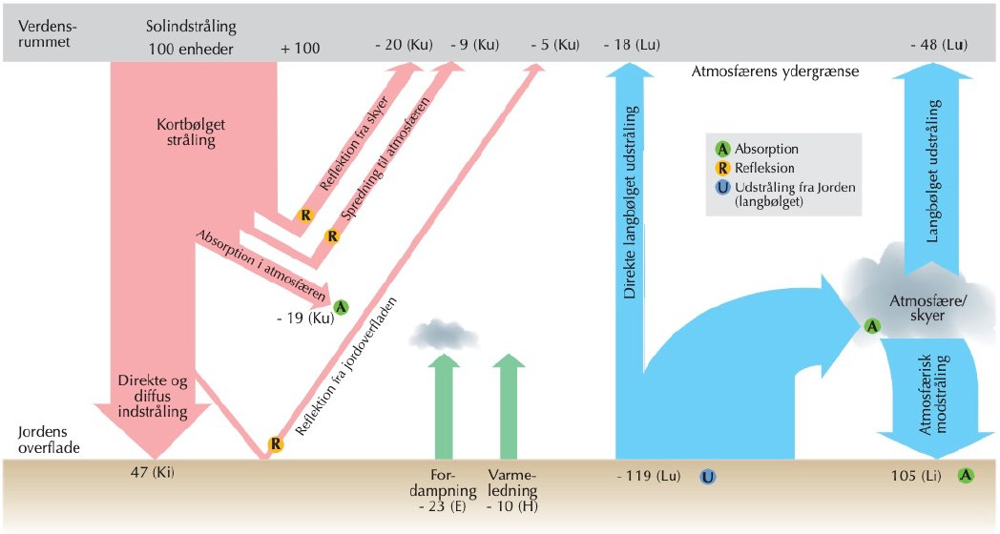 Verdens-
rummet
Solindstråling
100 enheder
+ 100
- 20 (Ku)
- 9 (Ku)
- 5 (Ku)
- 18 (Lu)
- 48 (Lu)
Atmosfærens ydergrænse
Kortbølget
stråling
Reflektion fra skyer
Spredning til atmosfæren
R
R
Absorption i atmosfæren
- 19 (Ku)
A
Reflektion fra jordoverfladen
Direkte langbølget udstråling
A Absorption
R Refleksion
U Udstråling fra Jorden
(langbølget)
Langbølget udstråling
Atmosfære/
skyer
A
Atmosfærisk
modstråling
Direkte og
diffus
indstråling
Jordens
overflade
R
47 (Ki)
For-
dampning
- 23 (E)
Varme-
ledning
- 10 (H)
- 119 (Lu)
U
105 (Li)
A